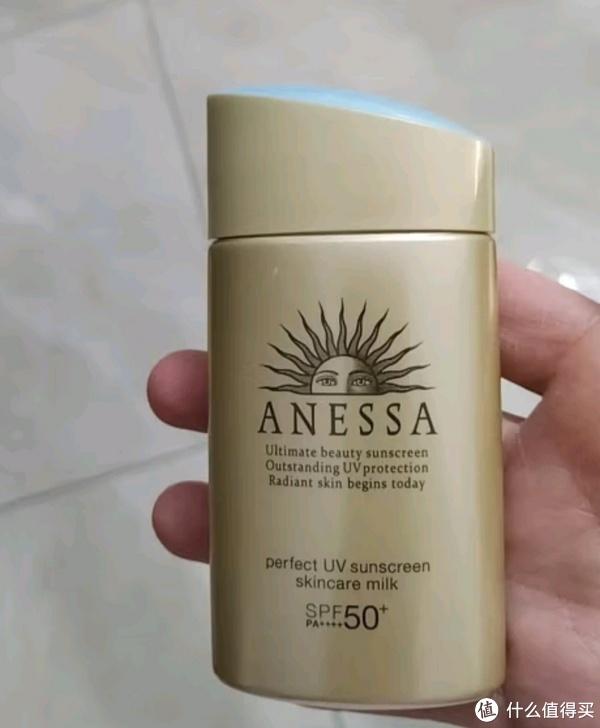 ANESSA
Ultimate beauty sunscreen
Outstanding UV protection
Radiant skin begins today
perfect UV sunscreen
skincare milk
SPF50+
PA++++
值 什么值得买